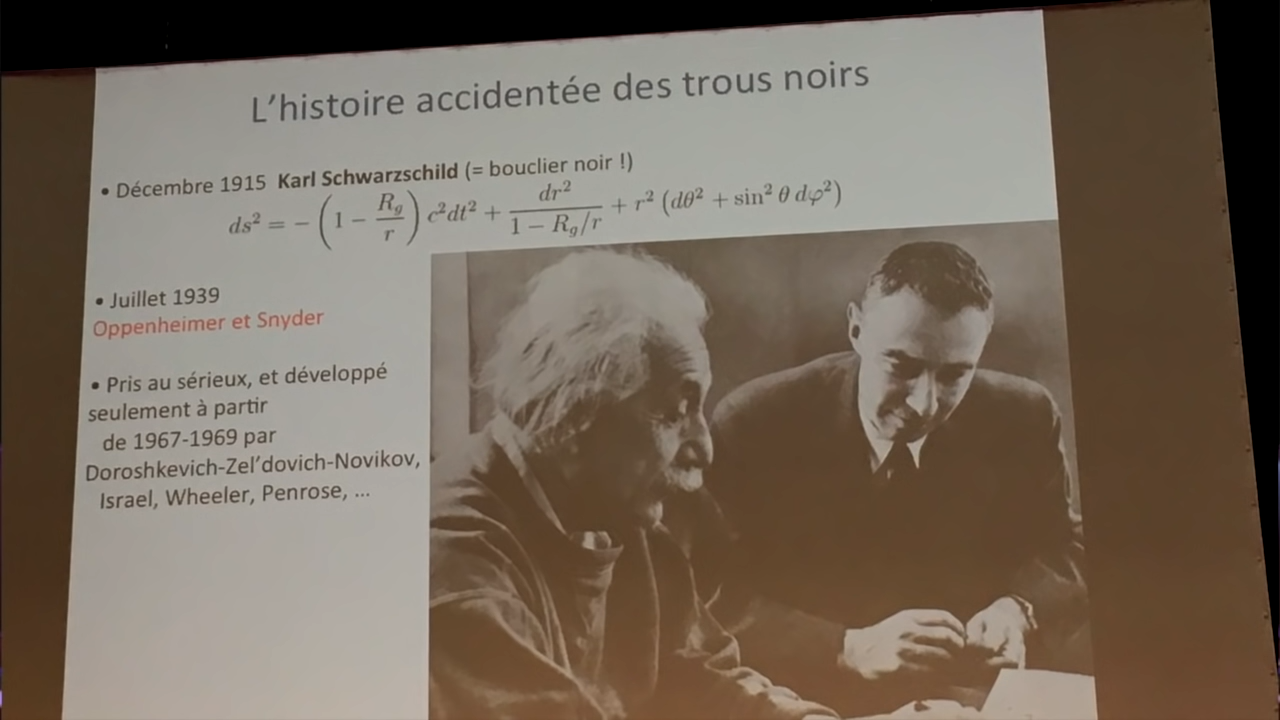 L'histoire accidentée des trous noirs
• Décembre 1915 Karl Schwarzschild (= bouclier noir !)
ds² = − (1 − R_g/r) c²dt² + dr²/(1 − R_g/r) + r² (dθ² + sin² θ dφ²)
• Juillet 1939
Oppenheimer et Snyder
• Pris au sérieux, et développé
seulement à partir
de 1967-1969 par
Doroshkevich-Zel'dovich-Novikov,
Israel, Wheeler, Penrose, ...